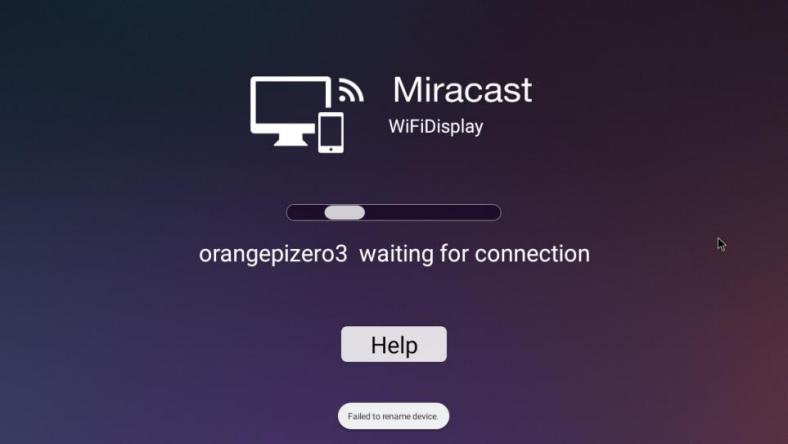 Miracast
WiFiDisplay
orangepizero3 waiting for connection
Help
Failed to rename device.